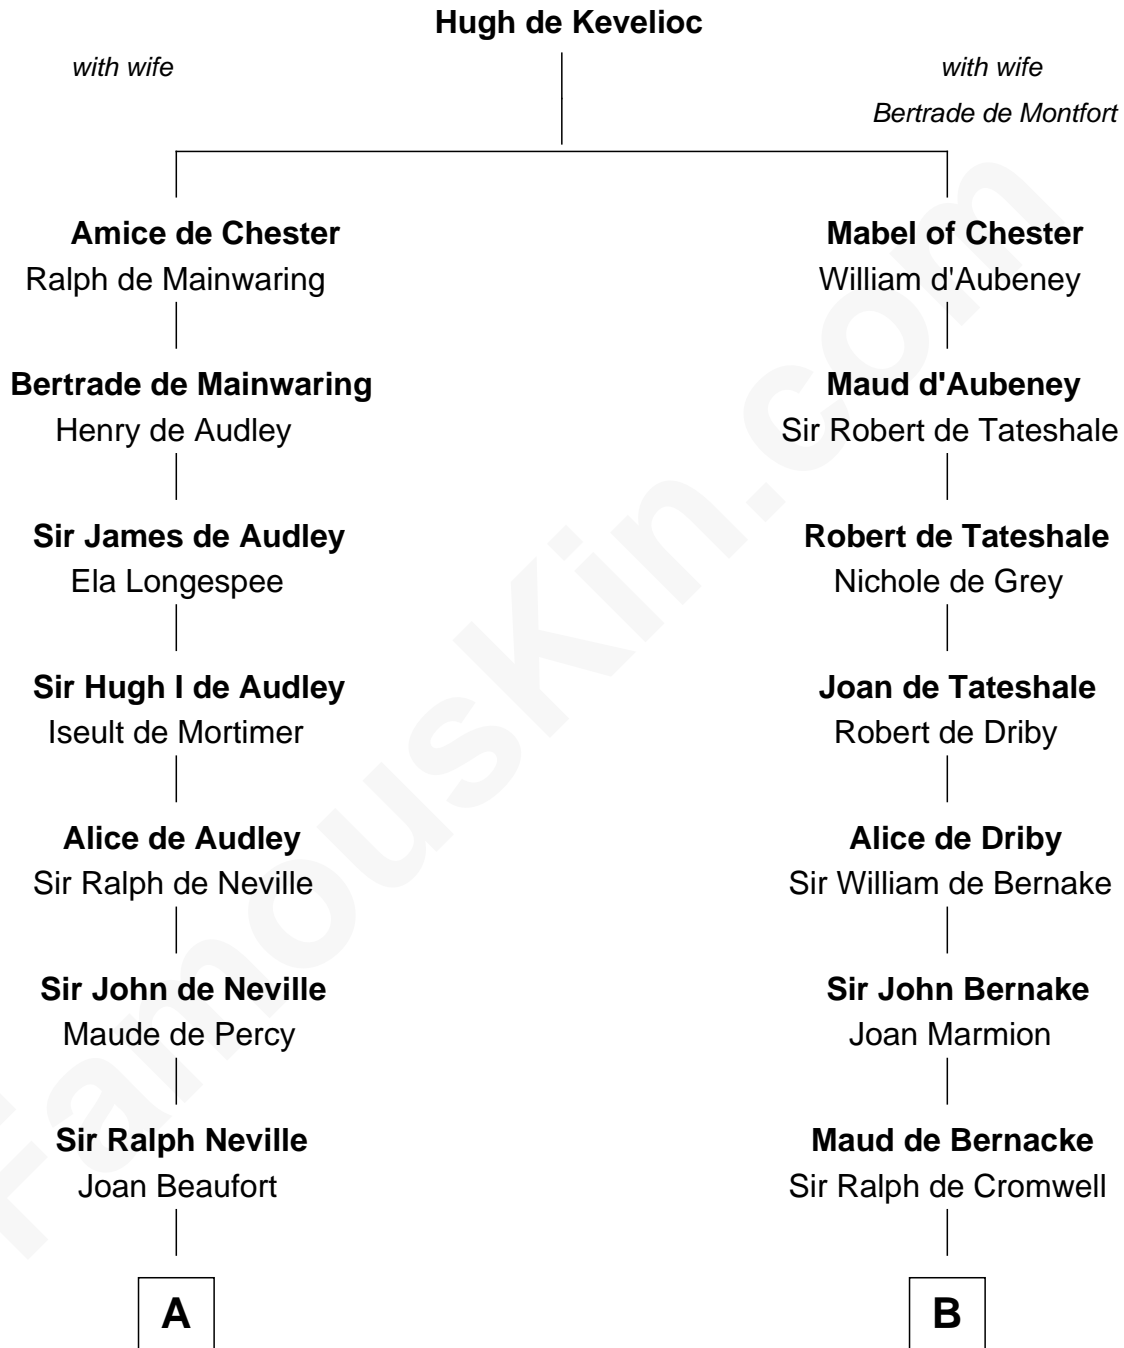 Hugh de Kevelioc
with wife
with wife
Bertrade de Montfort
Amice de Chester
Ralph de Mainwaring
Mabel of Chester
William d'Aubeney
Bertrade de Mainwaring
Henry de Audley
Maud d'Aubeney
Sir Robert de Tateshale
Sir James de Audley
Ela Longespee
Robert de Tateshale
Nichole de Grey
Sir Hugh I de Audley
Iseult de Mortimer
Joan de Tateshale
Robert de Driby
Alice de Audley
Sir Ralph de Neville
Alice de Driby
Sir William de Bernake
Sir John de Neville
Maude de Percy
Sir John Bernake
Joan Marmion
Sir Ralph Neville
Joan Beaufort
Maud de Bernacke
Sir Ralph de Cromwell
A
B
FamousKin.com